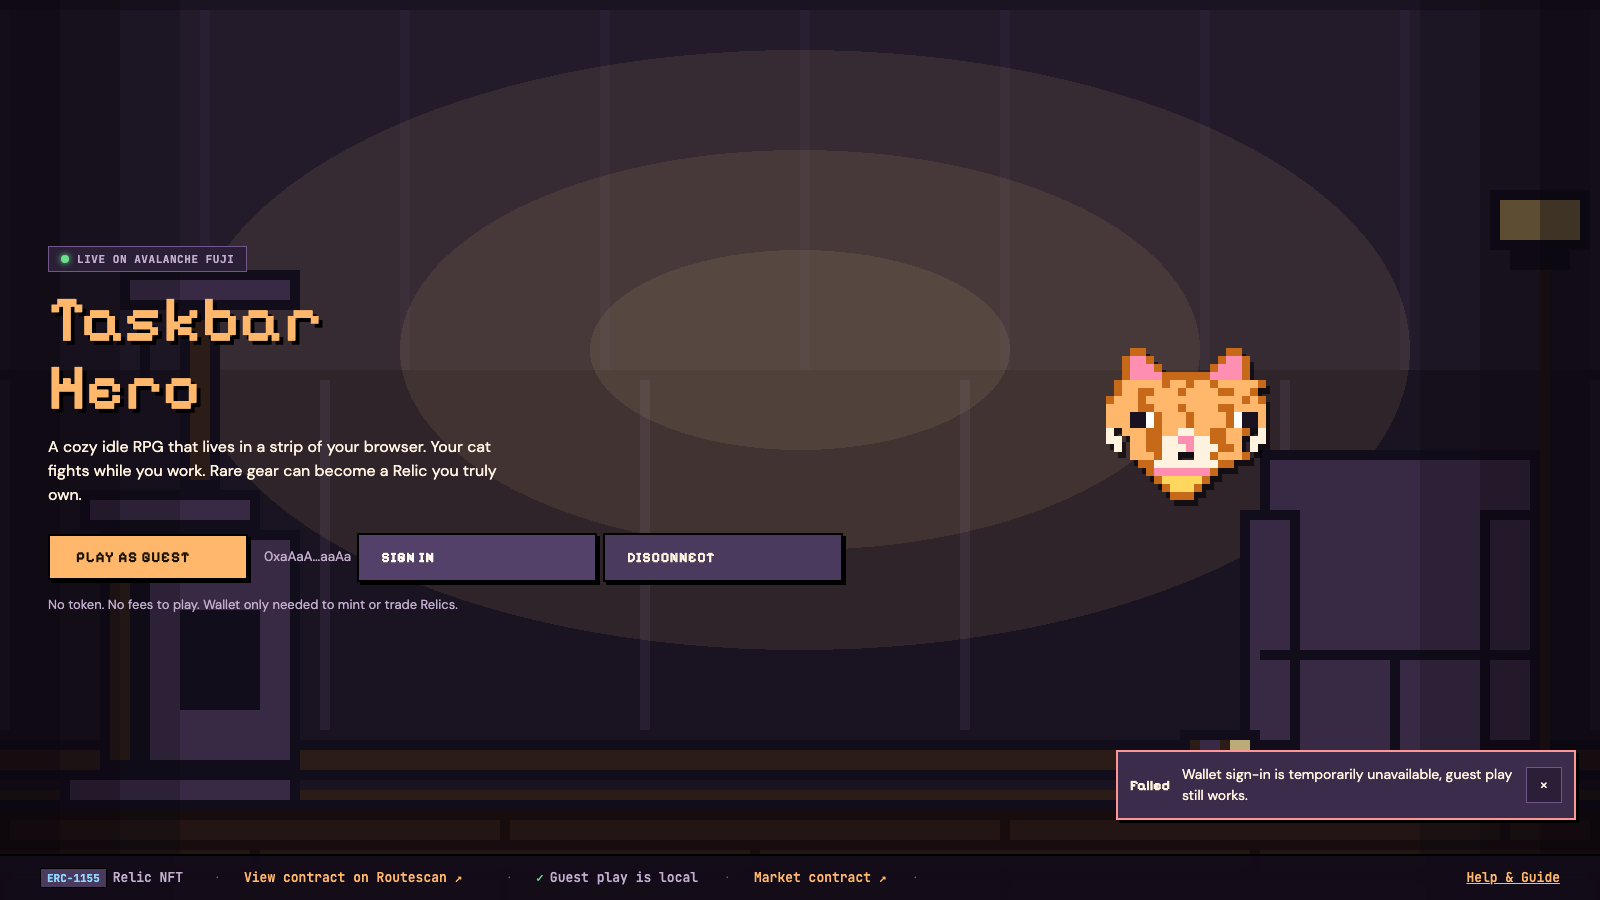 LIVE ON AVALANCHE FUJI
Taskbar
Hero
A cozy idle RPG that lives in a strip of your browser. Your cat
fights while you work. Rare gear can become a Relic you truly
own.
PLAY AS GUEST
0xaAaA…aaAa
SIGN IN
DISCONNECT
No token. No fees to play. Wallet only needed to mint or trade Relics.
Failed
Wallet sign-in is temporarily unavailable, guest play
still works.
×
ERC-1155 Relic NFT · View contract on Routescan ↗ · ✓ Guest play is local · Market contract ↗ ·
Help & Guide